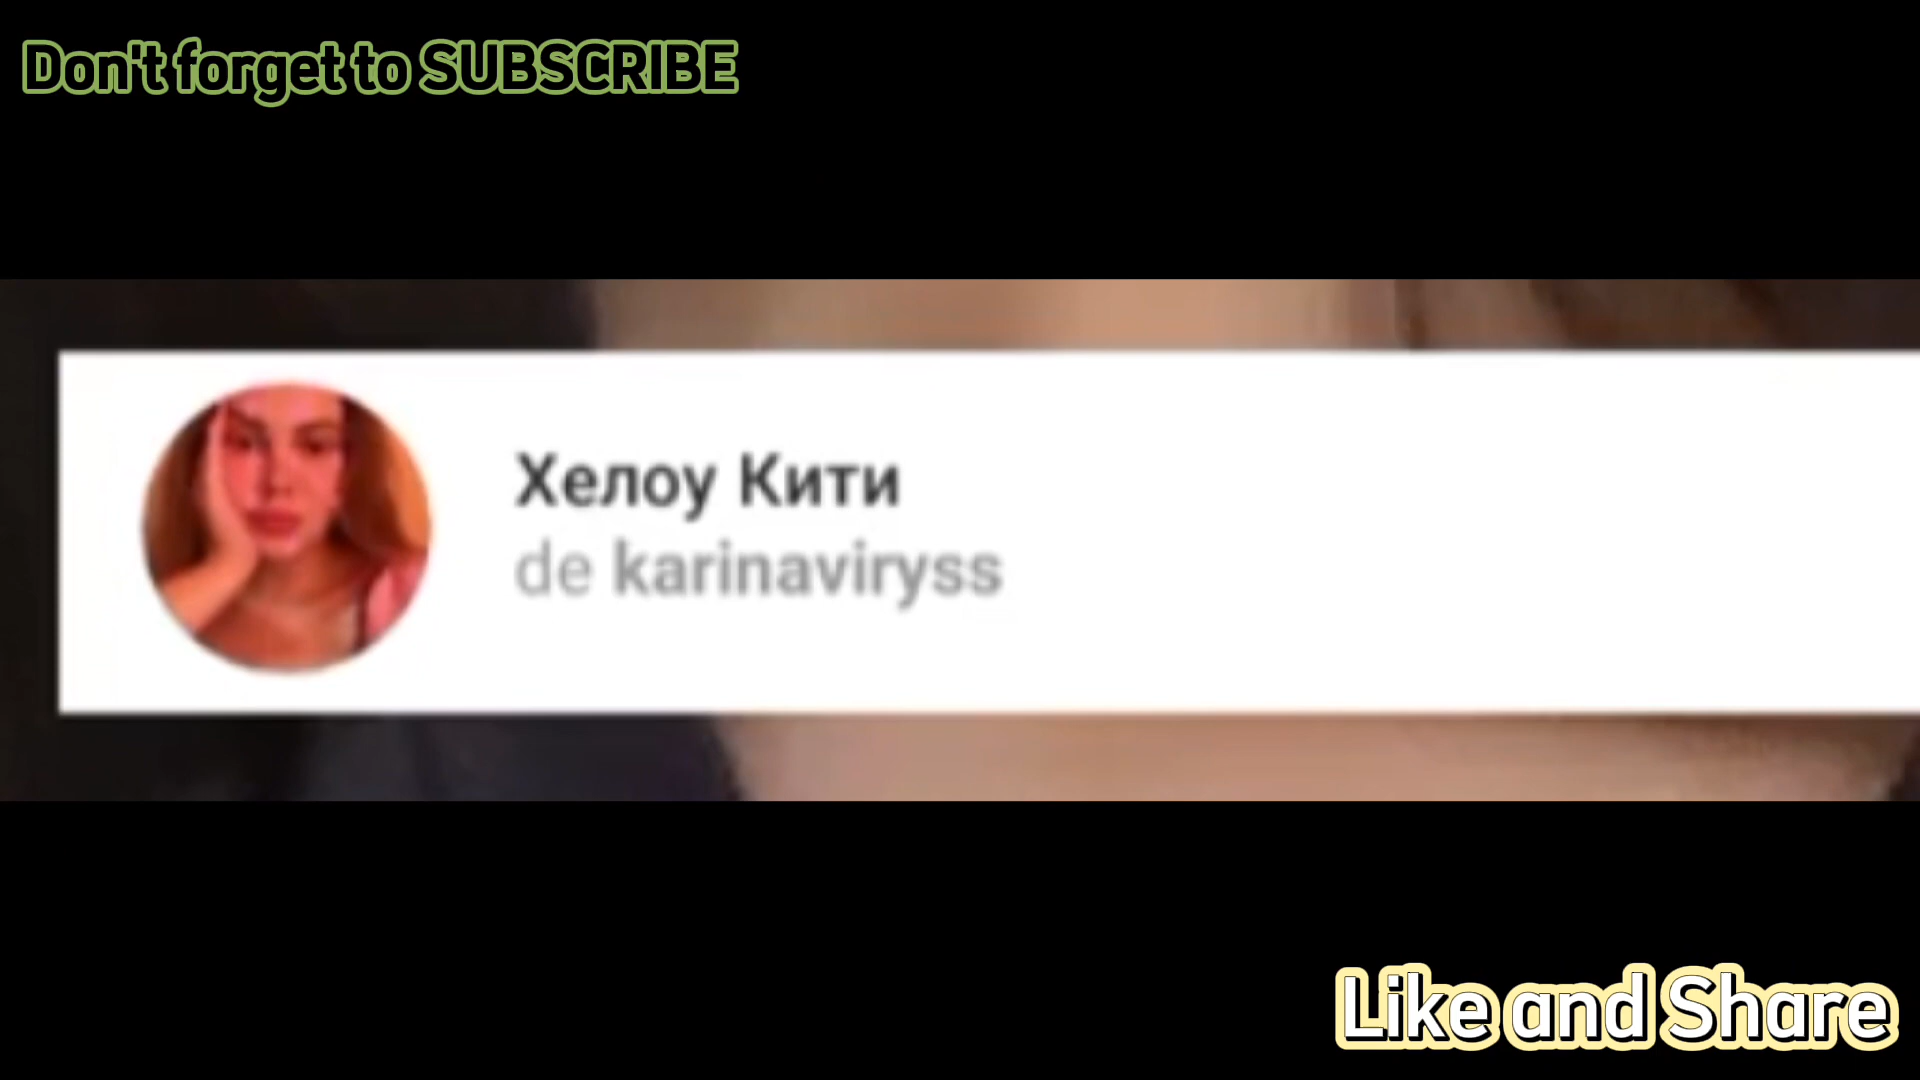 Don't forget to SUBSCRIBE
Хелоу Кити
de karinaviryss
Like and Share